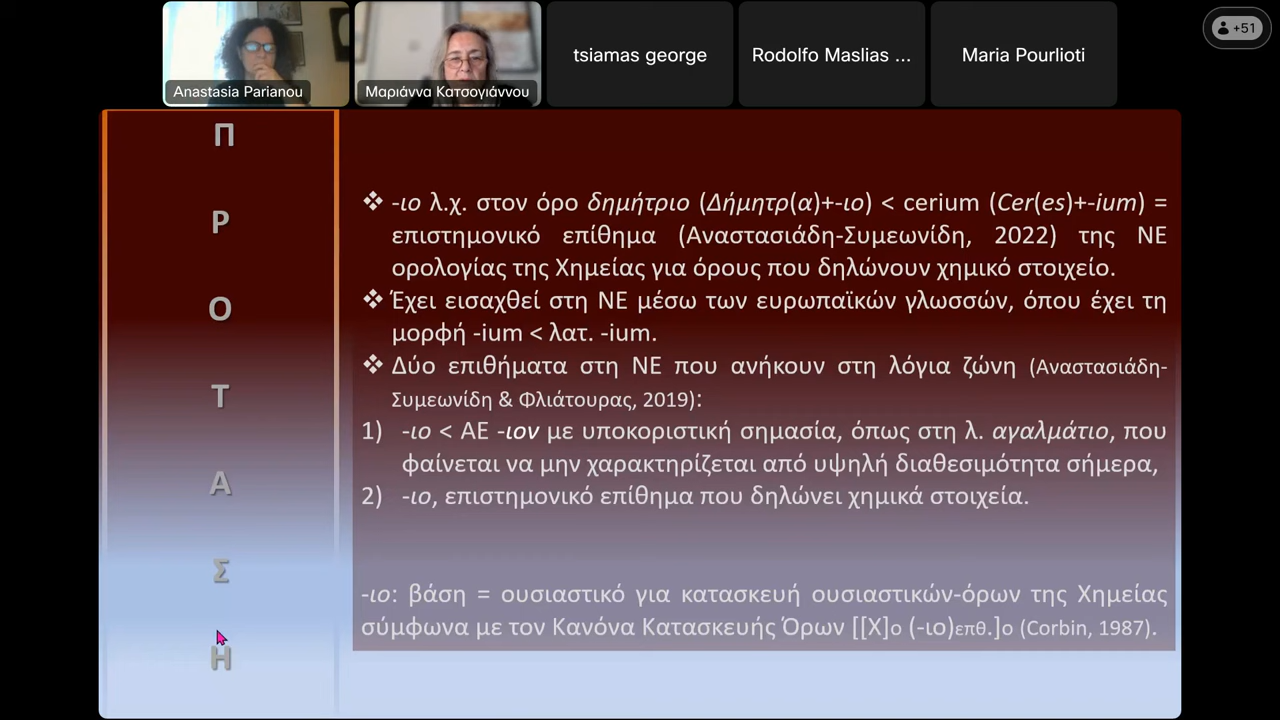 tsiamas george
Rodolfo Maslias ...
Maria Pourlioti
+51
Anastasia Parianou
Μαριάννα Κατσογιάννου
Π
Ρ
Ο
Τ
Α
Σ
Η
❖ -ιο λ.χ. στον όρο δημήτριο (Δήμητρ(α)+-ιο) < cerium (Cer(es)+-ium) =
επιστημονικό επίθημα (Αναστασιάδη-Συμεωνίδη, 2022) της ΝΕ
ορολογίας της Χημείας για όρους που δηλώνουν χημικό στοιχείο.
❖ Έχει εισαχθεί στη ΝΕ μέσω των ευρωπαϊκών γλωσσών, όπου έχει τη
μορφή -ium < λατ. -ium.
❖ Δύο επιθήματα στη ΝΕ που ανήκουν στη λόγια ζώνη (Αναστασιάδη-
Συμεωνίδη & Φλιάτουρας, 2019):
1) -ιο < ΑΕ -ιον με υποκοριστική σημασία, όπως στη λ. αγαλμάτιο, που
φαίνεται να μην χαρακτηρίζεται από υψηλή διαθεσιμότητα σήμερα,
2) -ιο, επιστημονικό επίθημα που δηλώνει χημικά στοιχεία.
-ιο: βάση = ουσιαστικό για κατασκευή ουσιαστικών-όρων της Χημείας
σύμφωνα με τον Κανόνα Κατασκευής Όρων [[Χ]ο (-ιο)επθ.]ο (Corbin, 1987).